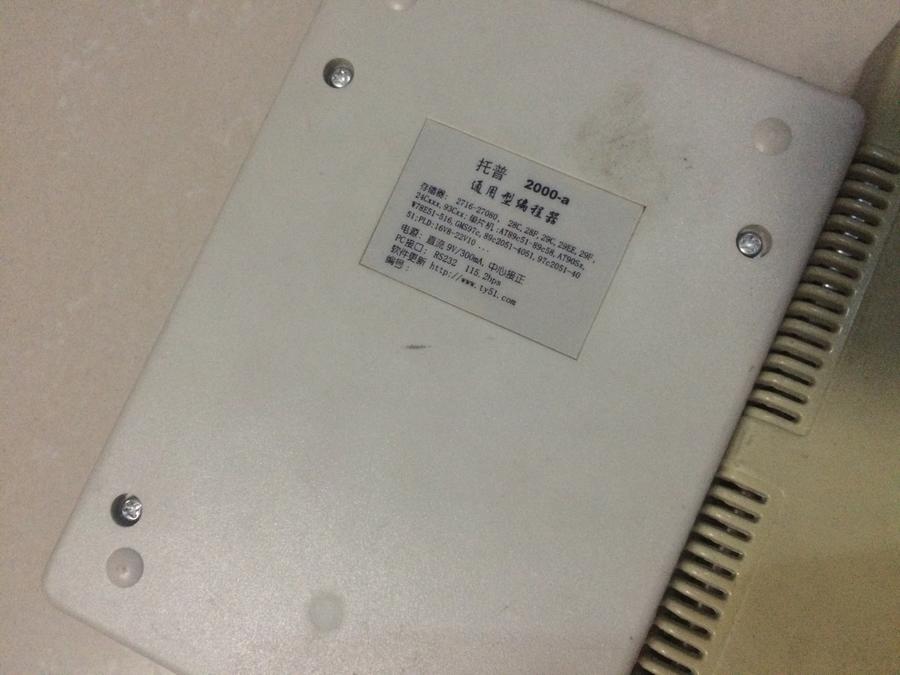 托普 2000-a
通用型编程器
存储器: 2716-27080, 28C,28F,29C,29EE,29F,
24Cxxx,93Cxx;单片机:AT89c51-89c58,AT90Sx,
W78E51-516,GMS97c,89c2051-4051,97c2051-40
51;PLD:16V8-22V10 ...
电源: 直流 9V/300mA,中心接正
PC接口: RS232 115.2bps
软件更新 http://www.ty51.com
编号: